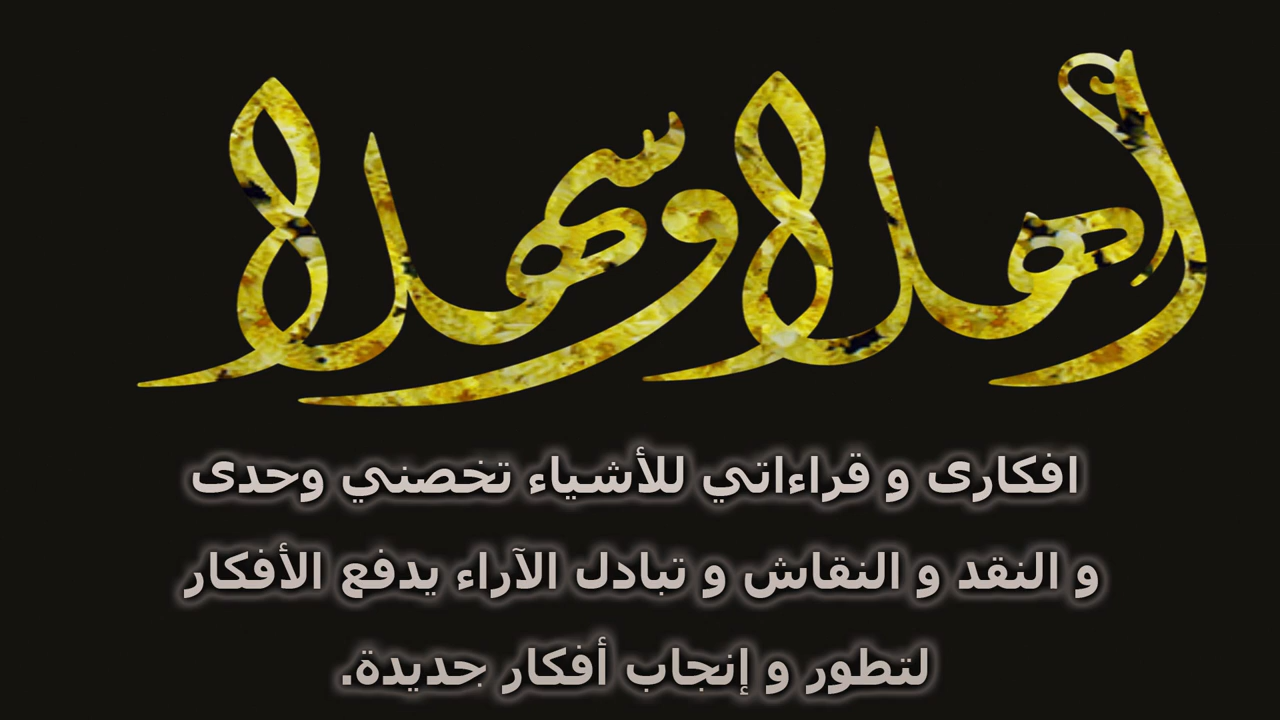 أهلا وسهلا
افكارى و قراءاتي للأشياء تخصني وحدى
و النقد و النقاش و تبادل الآراء يدفع الأفكار
لتطور و إنجاب أفكار جديدة.